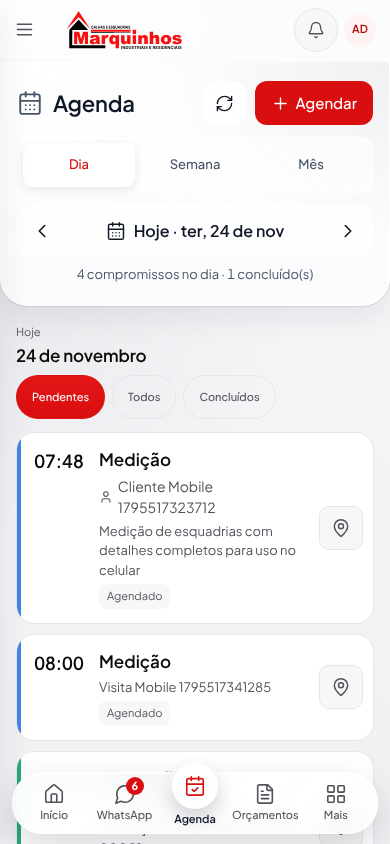 CALHAS E ESQUADRIAS
Marquinhos
INDUSTRIAIS E RESIDENCIAIS
AD
Agenda
Agendar
Dia
Semana
Mês
Hoje · ter, 24 de nov
4 compromissos no dia · 1 concluído(s)
Hoje
24 de novembro
Pendentes
Todos
Concluídos
07:48
Medição
Cliente Mobile
1795517323712
Medição de esquadrias com
detalhes completos para uso no
celular
Agendado
08:00
Medição
Visita Mobile 1795517341285
Agendado
6
Início
WhatsApp
Agenda
Orçamentos
Mais